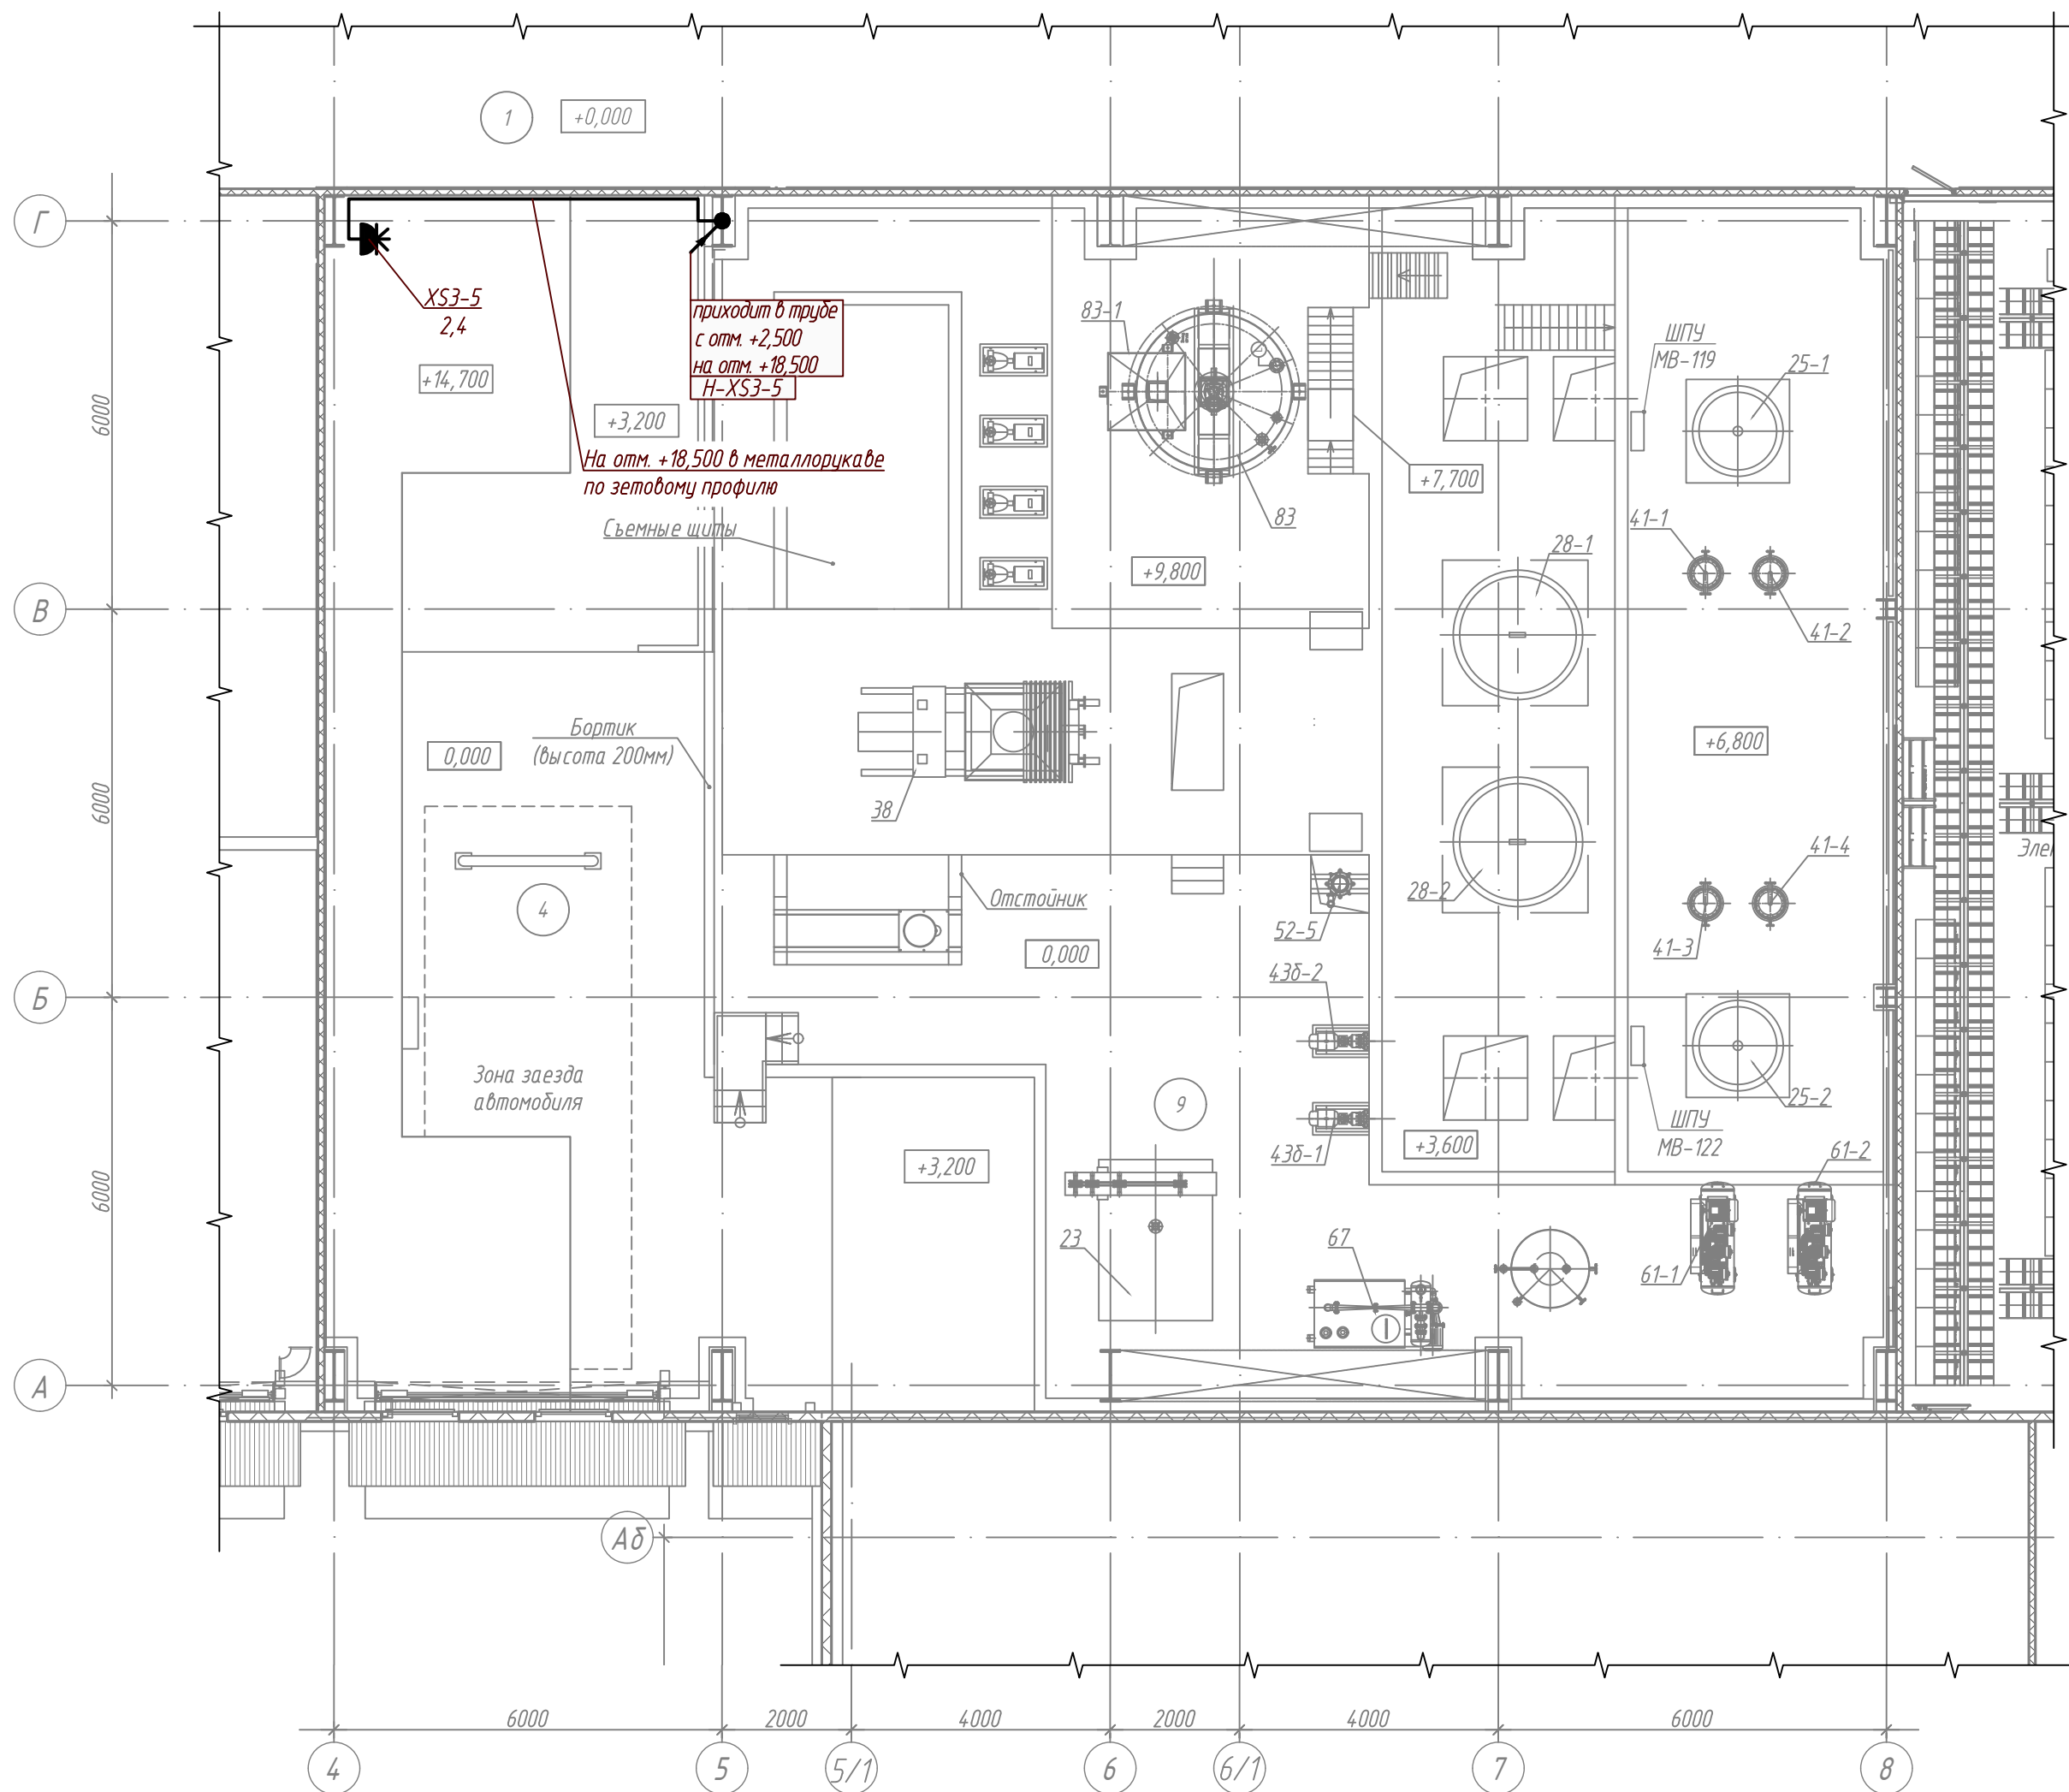 1
+0,000
Г
XS3-5
2,4
приходит в трубе
с отм. +2,500
на отм. +18,500
Н-XS3-5
83-1
ШПУ
МВ-119
25-1
+14,700
+3,200
6000
На отм. +18,500 в металлорукаве
по зетовому профилю
+7,700
Съемные щиты
83
41-1
28-1
+9,800
В
41-2
Бортик
(высота 200мм)
0,000
+6,800
6000
38
41-4
Элек
4
Отстойник
28-2
52-5
41-3
0,000
43б-2
Б
Зона заезда
автомобиля
9
25-2
ШПУ
МВ-122
+3,600
43б-1
+3,200
61-2
6000
23
67
61-1
А
Аб
6000
2000
4000
2000
4000
6000
4
5
5/1
6
6/1
7
8